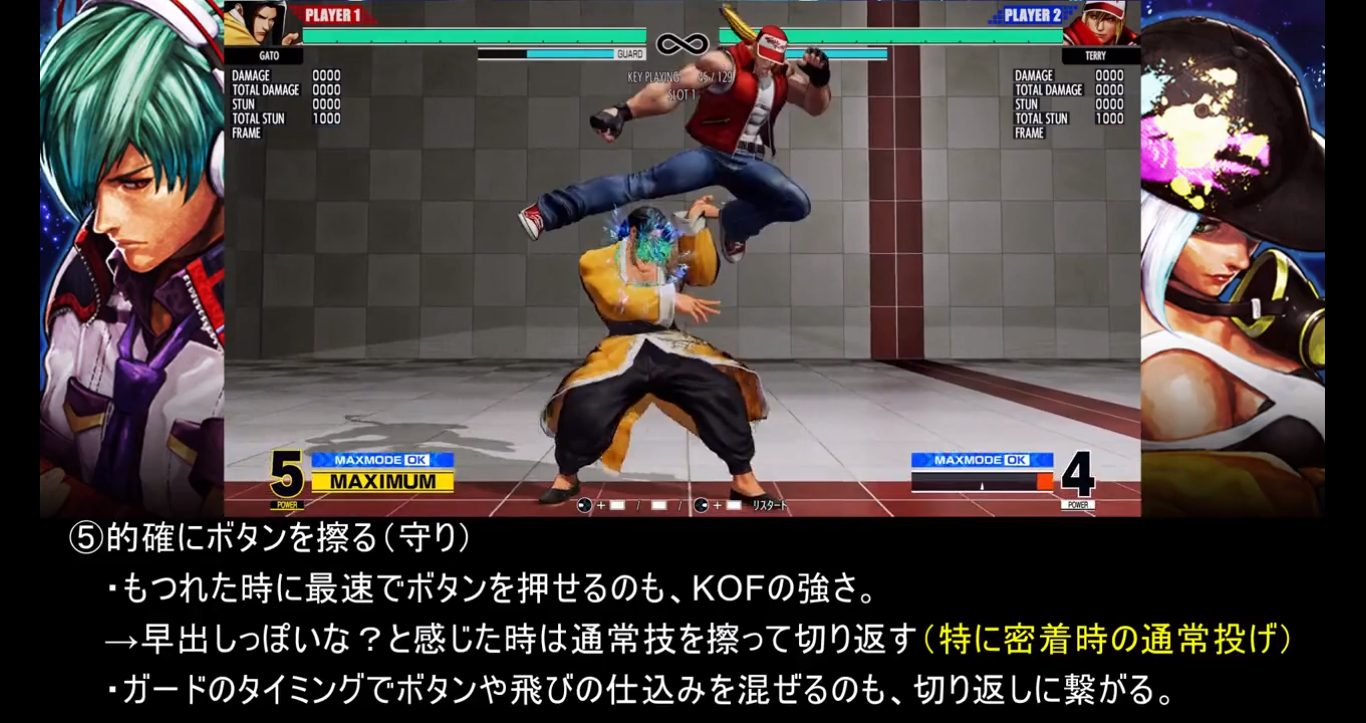 PLAYER 1
PLAYER 2
GATO
GUARD
TERRY
DAMAGE 0000
TOTAL DAMAGE 0000
STUN 0000
TOTAL STUN 1000
FRAME
KEY PLAYING
SLOT 1
DAMAGE 0000
TOTAL DAMAGE 0000
STUN 0000
TOTAL STUN 1000
FRAME
5
POWER
MAXMODE OK
MAXIMUM
MAXMODE OK
4
POWER
+ / / + リスタート
⑤的確にボタンを擦る(守り)
・もつれた時に最速でボタンを押せるのも、KOFの強さ。
→早出しっぽいな?と感じた時は通常技を擦って切り返す(特に密着時の通常投げ)
・ガードのタイミングでボタンや飛びの仕込みを混ぜるのも、切り返しに繋がる。